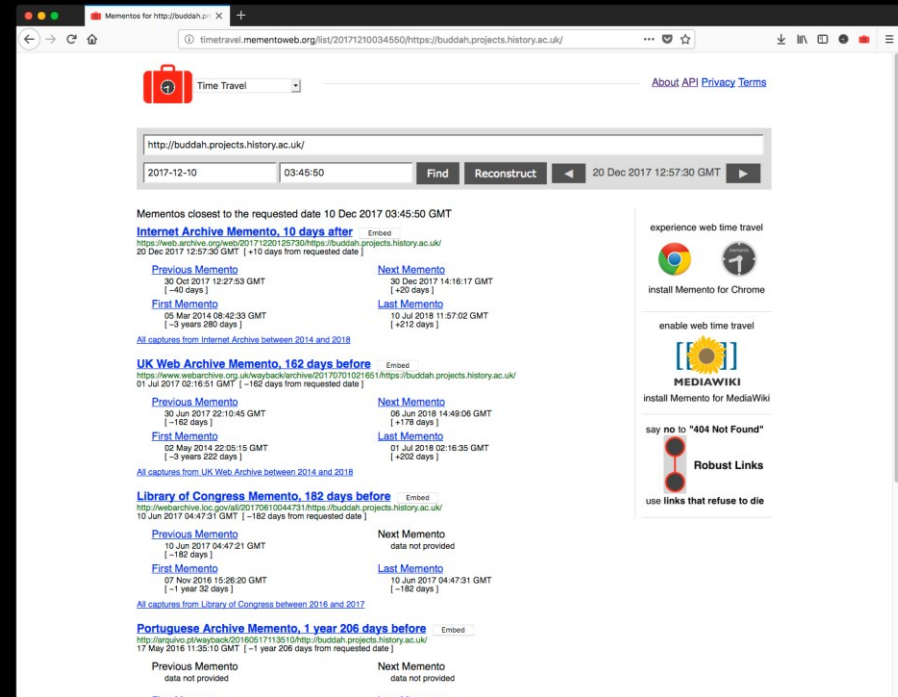 Mementos for http://buddah.pr
timetravel.mementoweb.org/list/20171210034550/https://buddah.projects.history.ac.uk/
Time Travel
About API Privacy Terms
http://buddah.projects.history.ac.uk/
2017-12-10 03:45:50 Find Reconstruct 20 Dec 2017 12:57:30 GMT
Mementos closest to the requested date 10 Dec 2017 03:45:50 GMT
Internet Archive Memento, 10 days after Embed
https://web.archive.org/web/20171220125730/https://buddah.projects.history.ac.uk/
20 Dec 2017 12:57:30 GMT [ +10 days from requested date ]
Previous Memento Next Memento
30 Oct 2017 12:27:53 GMT 30 Dec 2017 14:16:17 GMT
[ −40 days ] [ +20 days ]
First Memento Last Memento
05 Mar 2014 08:42:33 GMT 10 Jul 2018 11:57:02 GMT
[ −3 years 280 days ] [ +212 days ]
All captures from Internet Archive between 2014 and 2018
UK Web Archive Memento, 162 days before Embed
https://www.webarchive.org.uk/wayback/archive/20170701021651/https://buddah.projects.history.ac.uk/
01 Jul 2017 02:16:51 GMT [ −162 days from requested date ]
Previous Memento Next Memento
30 Jun 2017 22:10:45 GMT 06 Jun 2018 14:49:06 GMT
[ −162 days ] [ +178 days ]
First Memento Last Memento
02 May 2014 22:05:15 GMT 01 Jul 2018 02:16:35 GMT
[ −3 years 222 days ] [ +202 days ]
All captures from UK Web Archive between 2014 and 2018
Library of Congress Memento, 182 days before Embed
http://webarchive.loc.gov/all/20170610044731/https://buddah.projects.history.ac.uk/
10 Jun 2017 04:47:31 GMT [ −182 days from requested date ]
Previous Memento Next Memento
10 Jun 2017 04:47:21 GMT data not provided
[ −182 days ]
First Memento Last Memento
07 Nov 2016 15:26:20 GMT 10 Jun 2017 04:47:31 GMT
[ −1 year 32 days ] [ −182 days ]
All captures from Library of Congress between 2016 and 2017
Portuguese Archive Memento, 1 year 206 days before Embed
http://arquivo.pt/wayback/20160517113510/http://buddah.projects.history.ac.uk/
17 May 2016 11:35:10 GMT [ −1 year 206 days from requested date ]
Previous Memento Next Memento
data not provided data not provided
experience web time travel
install Memento for Chrome
enable web time travel
MEDIAWIKI
install Memento for MediaWiki
say no to "404 Not Found"
Robust Links
use links that refuse to die